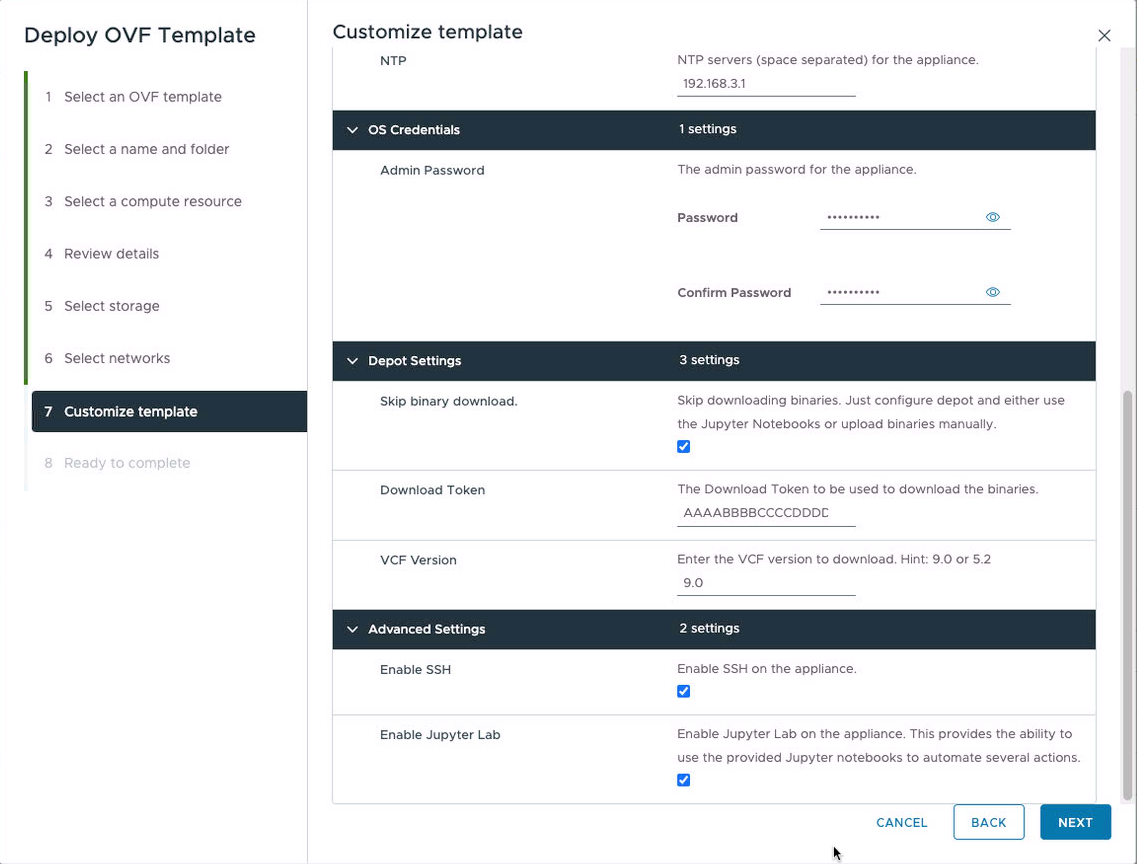 Deploy OVF Template
1 Select an OVF template
2 Select a name and folder
3 Select a compute resource
4 Review details
5 Select storage
6 Select networks
7 Customize template
8 Ready to complete
Customize template
NTP
NTP servers (space separated) for the appliance.
192.168.3.1
OS Credentials 1 settings
Admin Password
The admin password for the appliance.
Password ••••••••••
Confirm Password ••••••••••
Depot Settings 3 settings
Skip binary download.
Skip downloading binaries. Just configure depot and either use
the Jupyter Notebooks or upload binaries manually.
Download Token
The Download Token to be used to download the binaries.
AAAABBBBCCCCDDDD
VCF Version
Enter the VCF version to download. Hint: 9.0 or 5.2
9.0
Advanced Settings 2 settings
Enable SSH
Enable SSH on the appliance.
Enable Jupyter Lab
Enable Jupyter Lab on the appliance. This provides the ability to
use the provided Jupyter notebooks to automate several actions.
CANCEL BACK NEXT